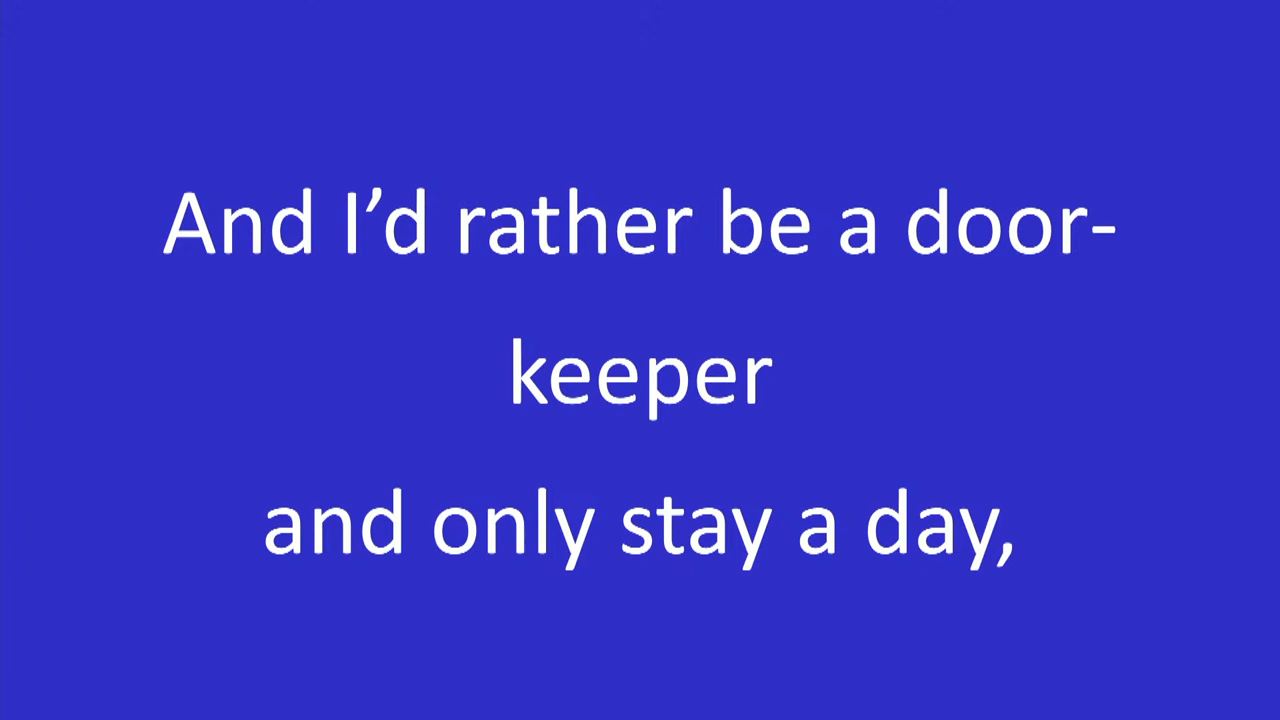 And I’d rather be a door-
keeper
and only stay a day,